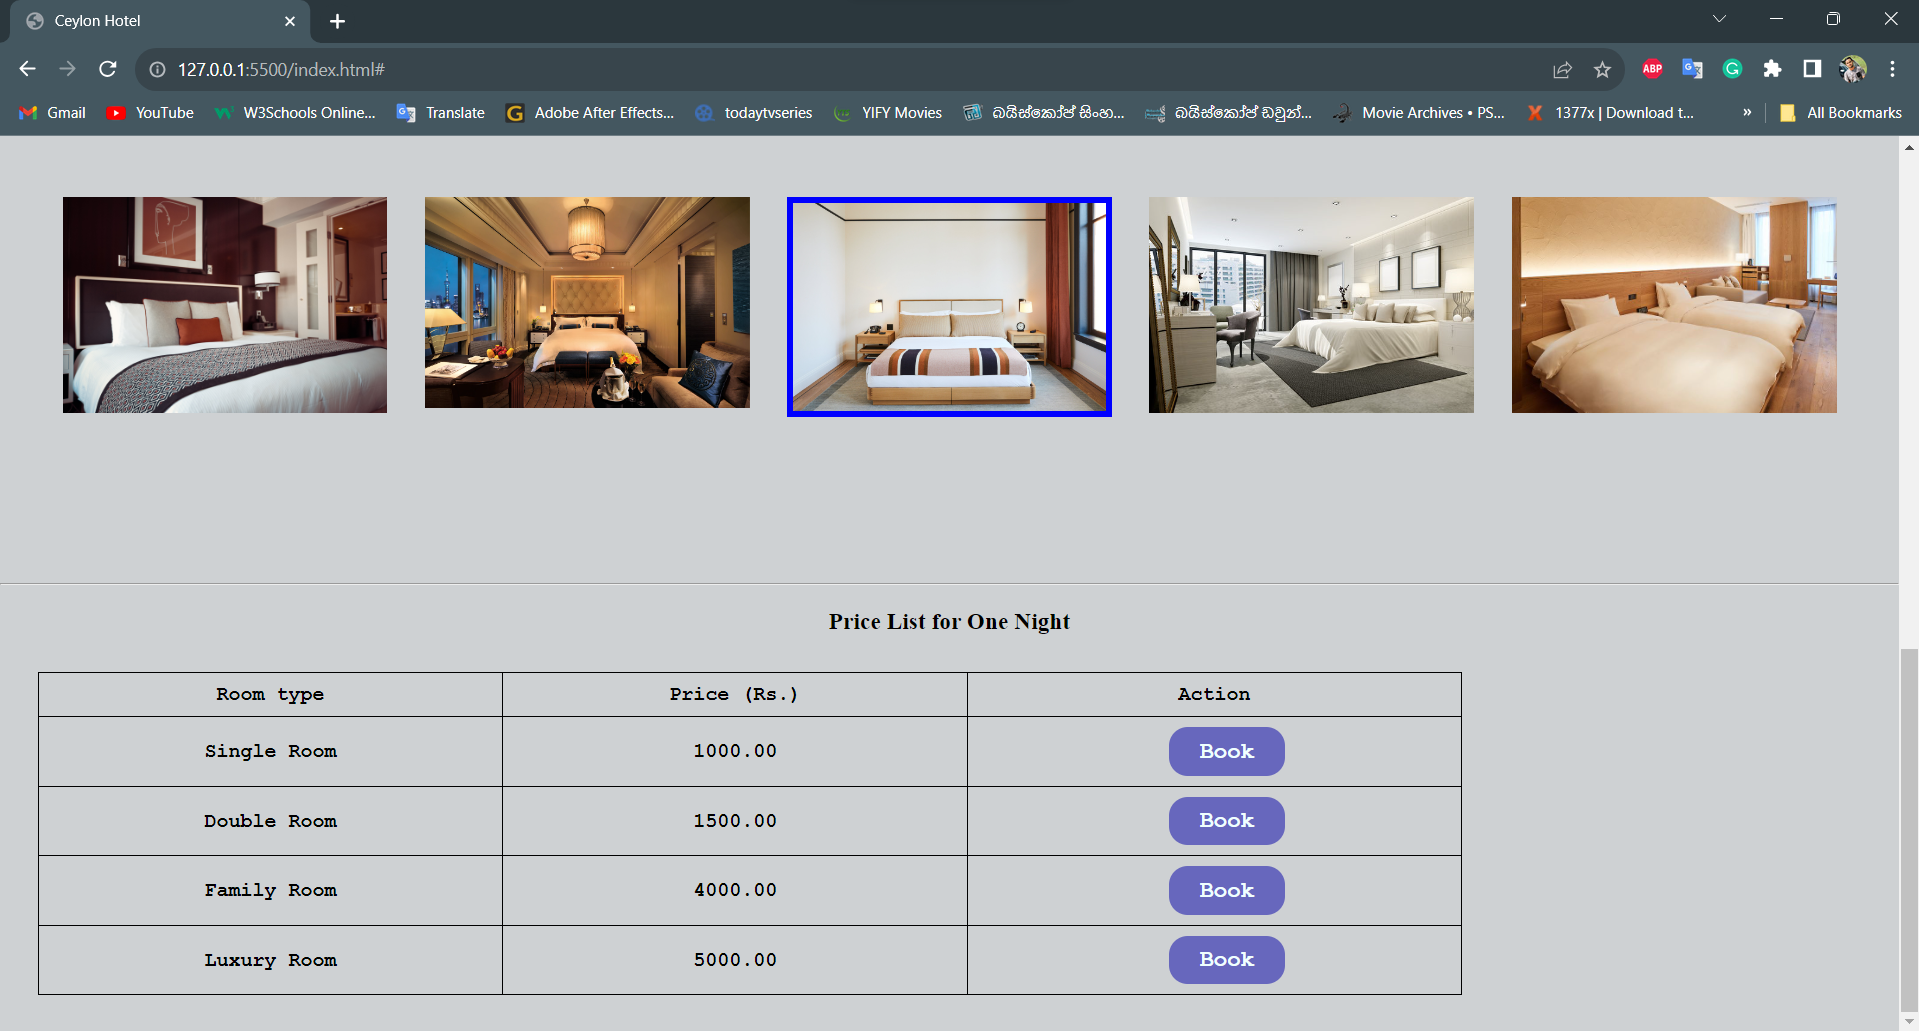 Ceylon Hotel
127.0.0.1:5500/index.html#
ABP
Gmail YouTube W3Schools Online... Translate Adobe After Effects... todaytvseries YIFY Movies බයිස්කෝප් සිංහ... බයිස්කෝප් ඩවුන්... Movie Archives • PS... 1377x | Download t... » All Bookmarks
Price List for One Night
Room type Price (Rs.) Action
Single Room 1000.00 Book
Double Room 1500.00 Book
Family Room 4000.00 Book
Luxury Room 5000.00 Book